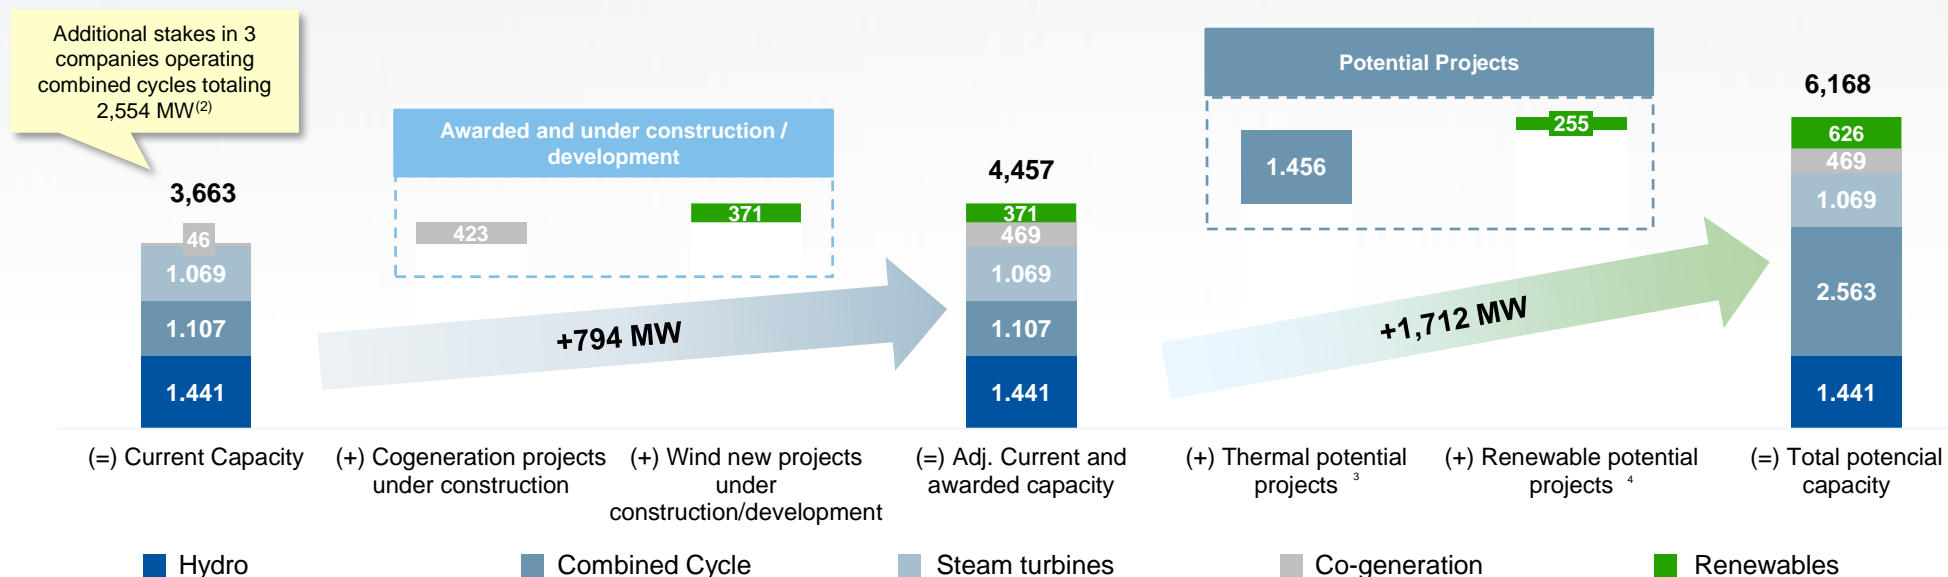 Additional stakes in 3
companies operating
combined cycles totaling
2,554 MW(2)
Awarded and under construction /
development
Potential Projects
3,663
46
1.069
1.107
1.441
423
371
+794 MW
4,457
371
469
1.069
1.107
1.441
1.456
255
+1,712 MW
6,168
626
469
1.069
2.563
1.441
(=) Current Capacity
(+) Cogeneration projects
under construction
(+) Wind new projects
under
construction/development
(=) Adj. Current and
awarded capacity
(+) Thermal potential
projects 3
(+) Renewable potential
projects 4
(=) Total potencial
capacity
Hydro
Combined Cycle
Steam turbines
Co-generation
Renewables